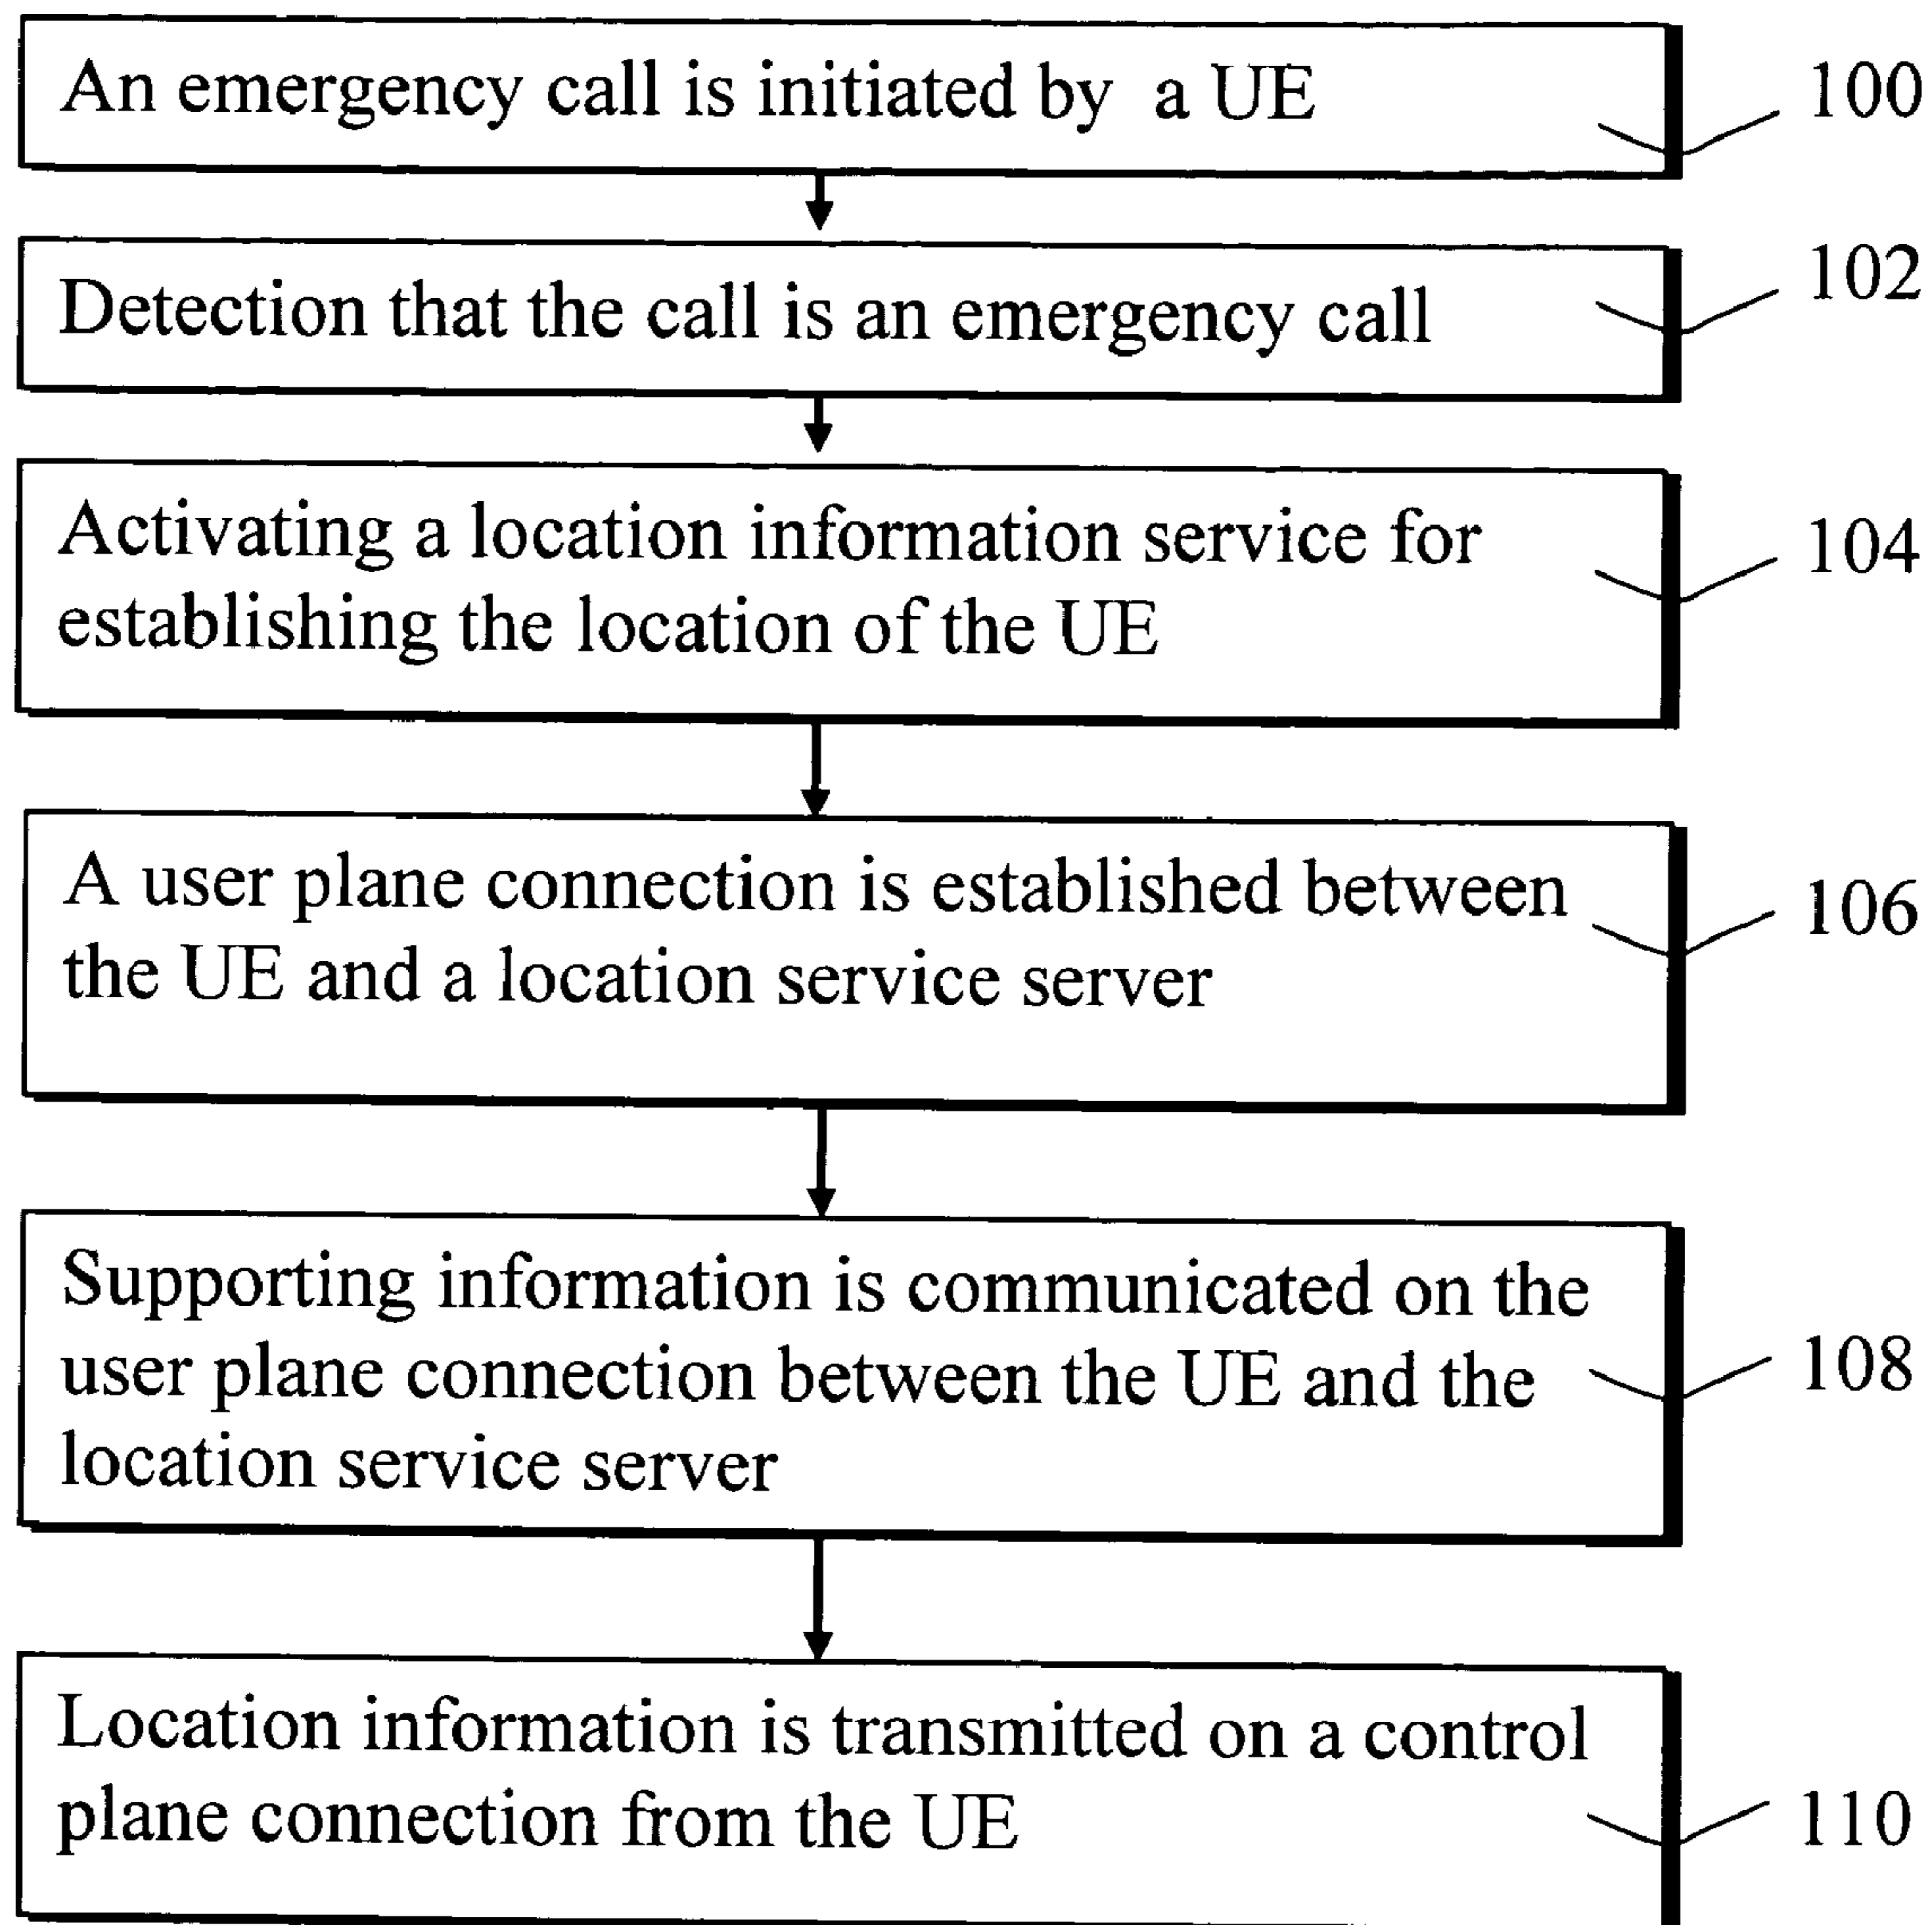 An emergency call is initiated by a UE
100
Detection that the call is an emergency call
102
Activating a location information service for
establishing the location of the UE
104
A user plane connection is established between
the UE and a location service server
106
Supporting information is communicated on the
user plane connection between the UE and the
location service server
108
Location information is transmitted on a control
plane connection from the UE
110